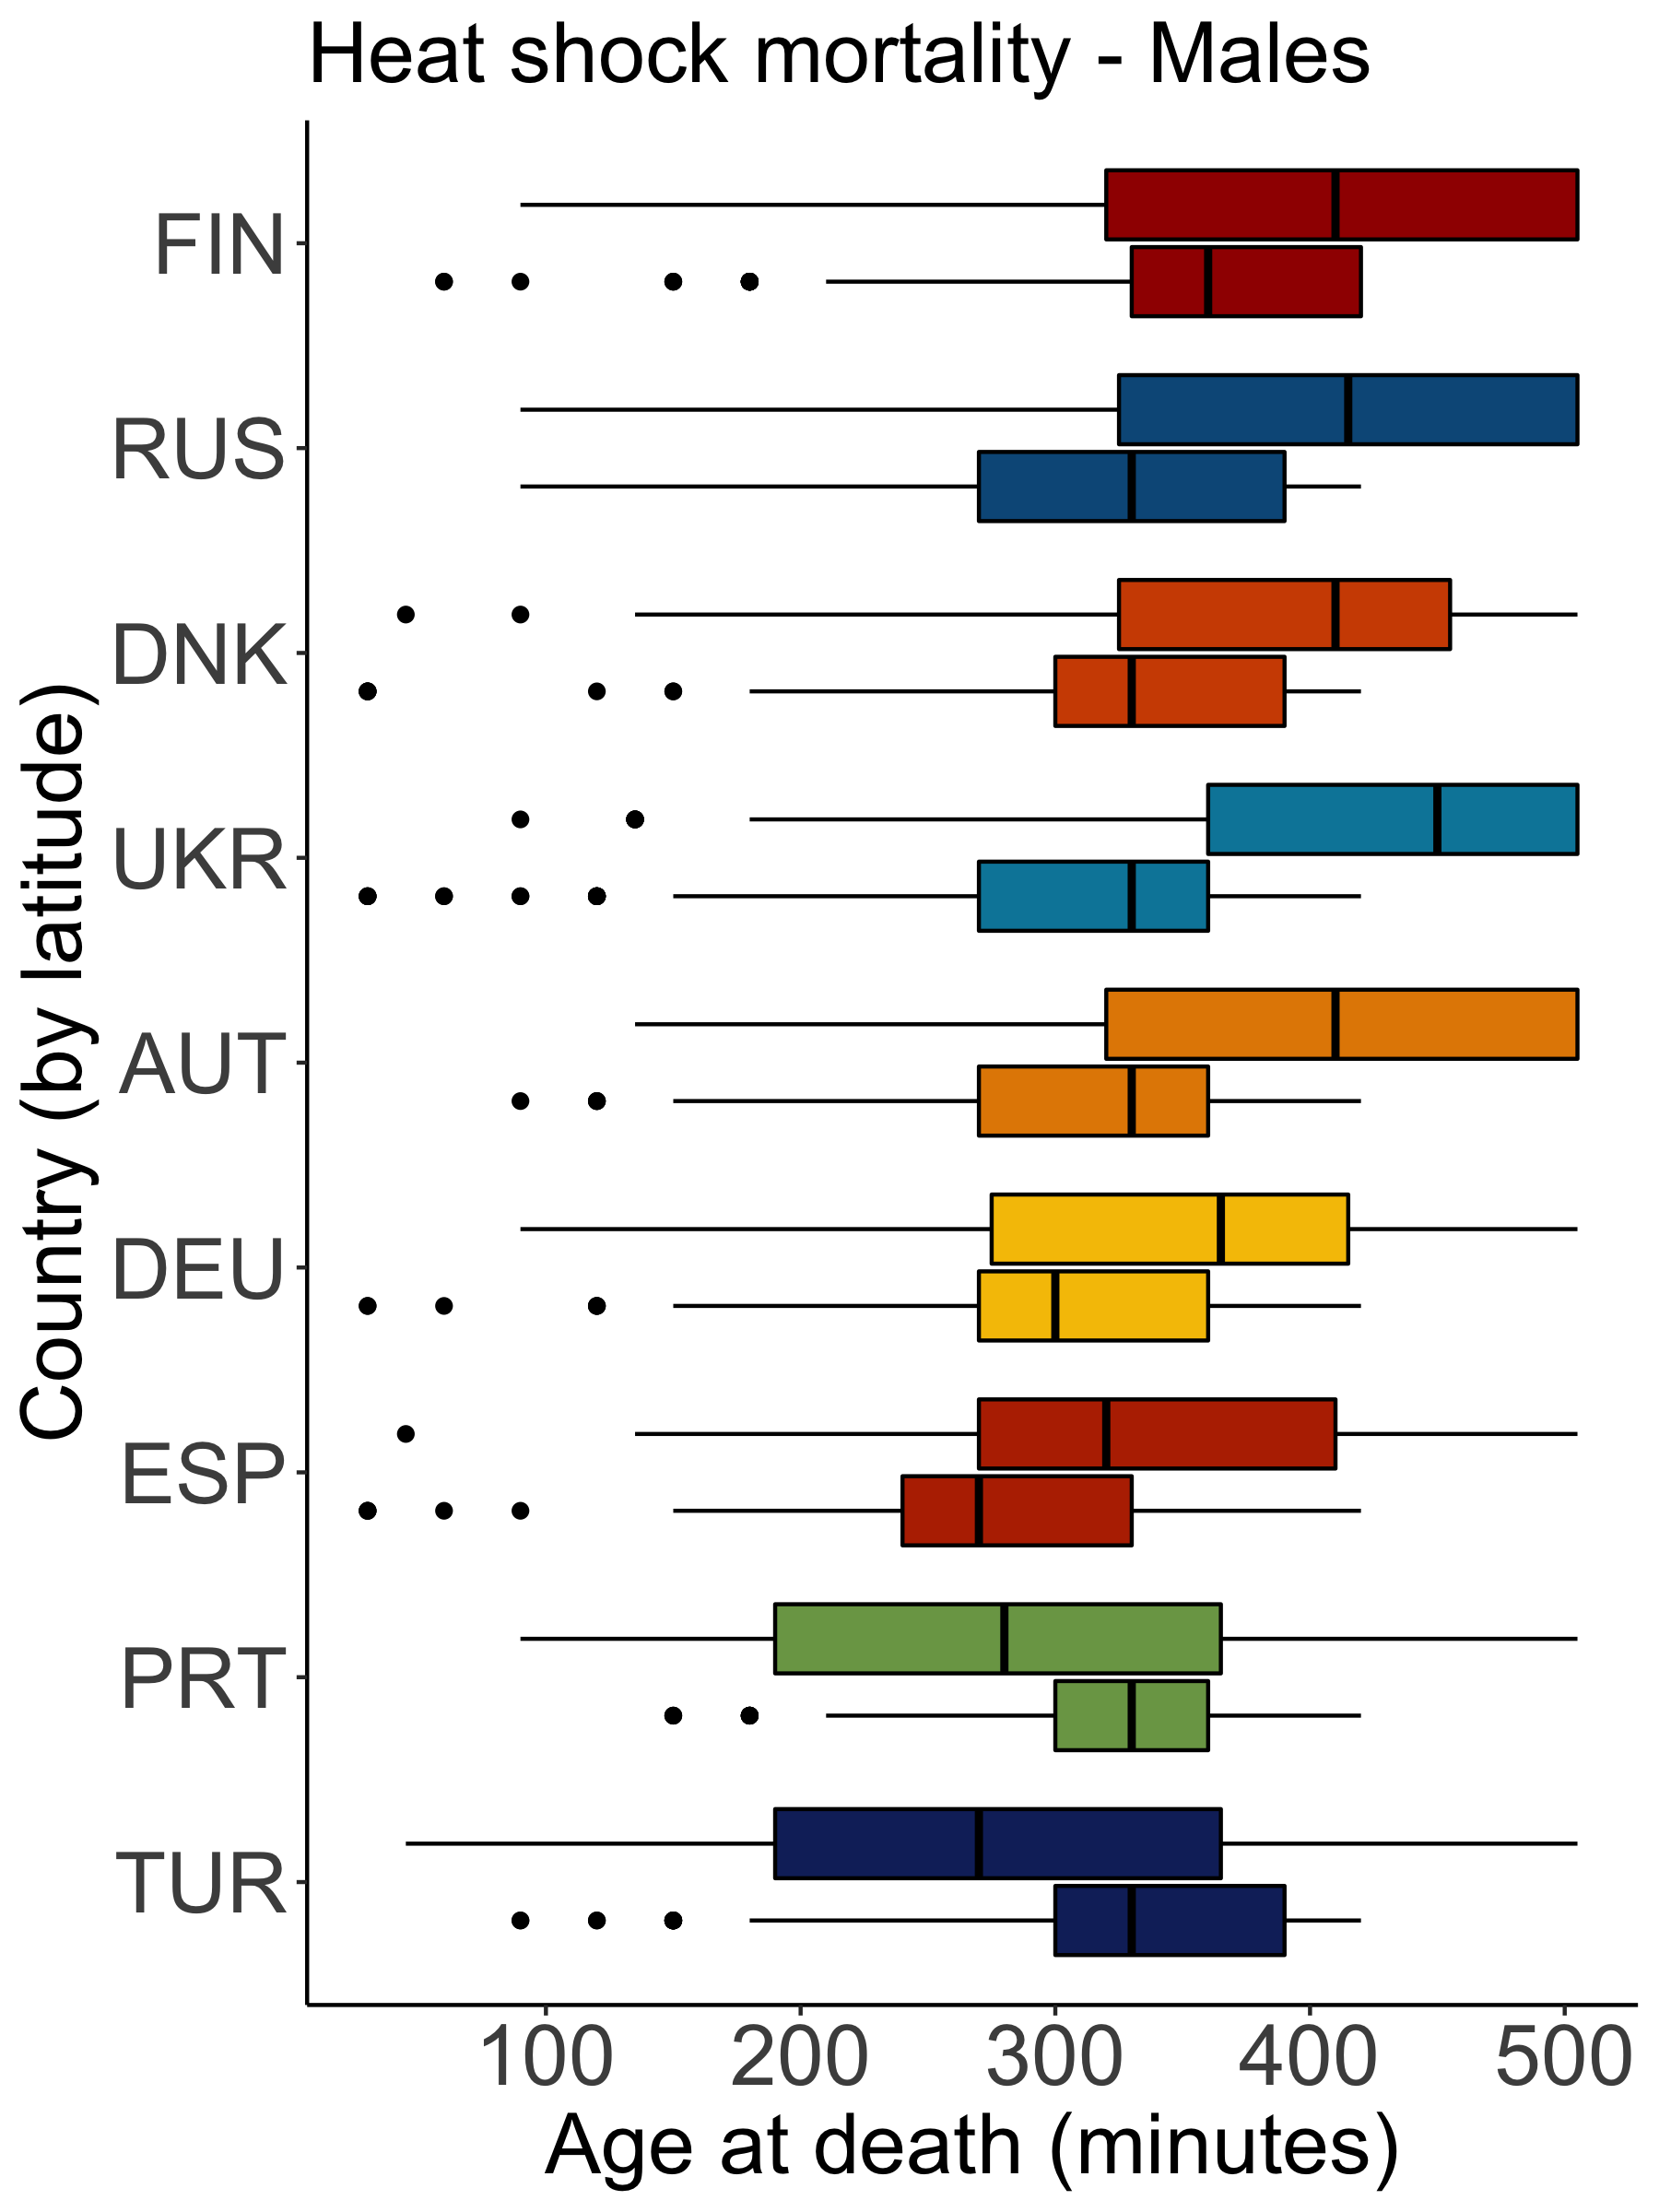 Heat shock mortality - Males
Country (by latitude)
FIN
RUS
DNK
UKR
AUT
DEU
ESP
PRT
TUR
100 200 300 400 500
Age at death (minutes)